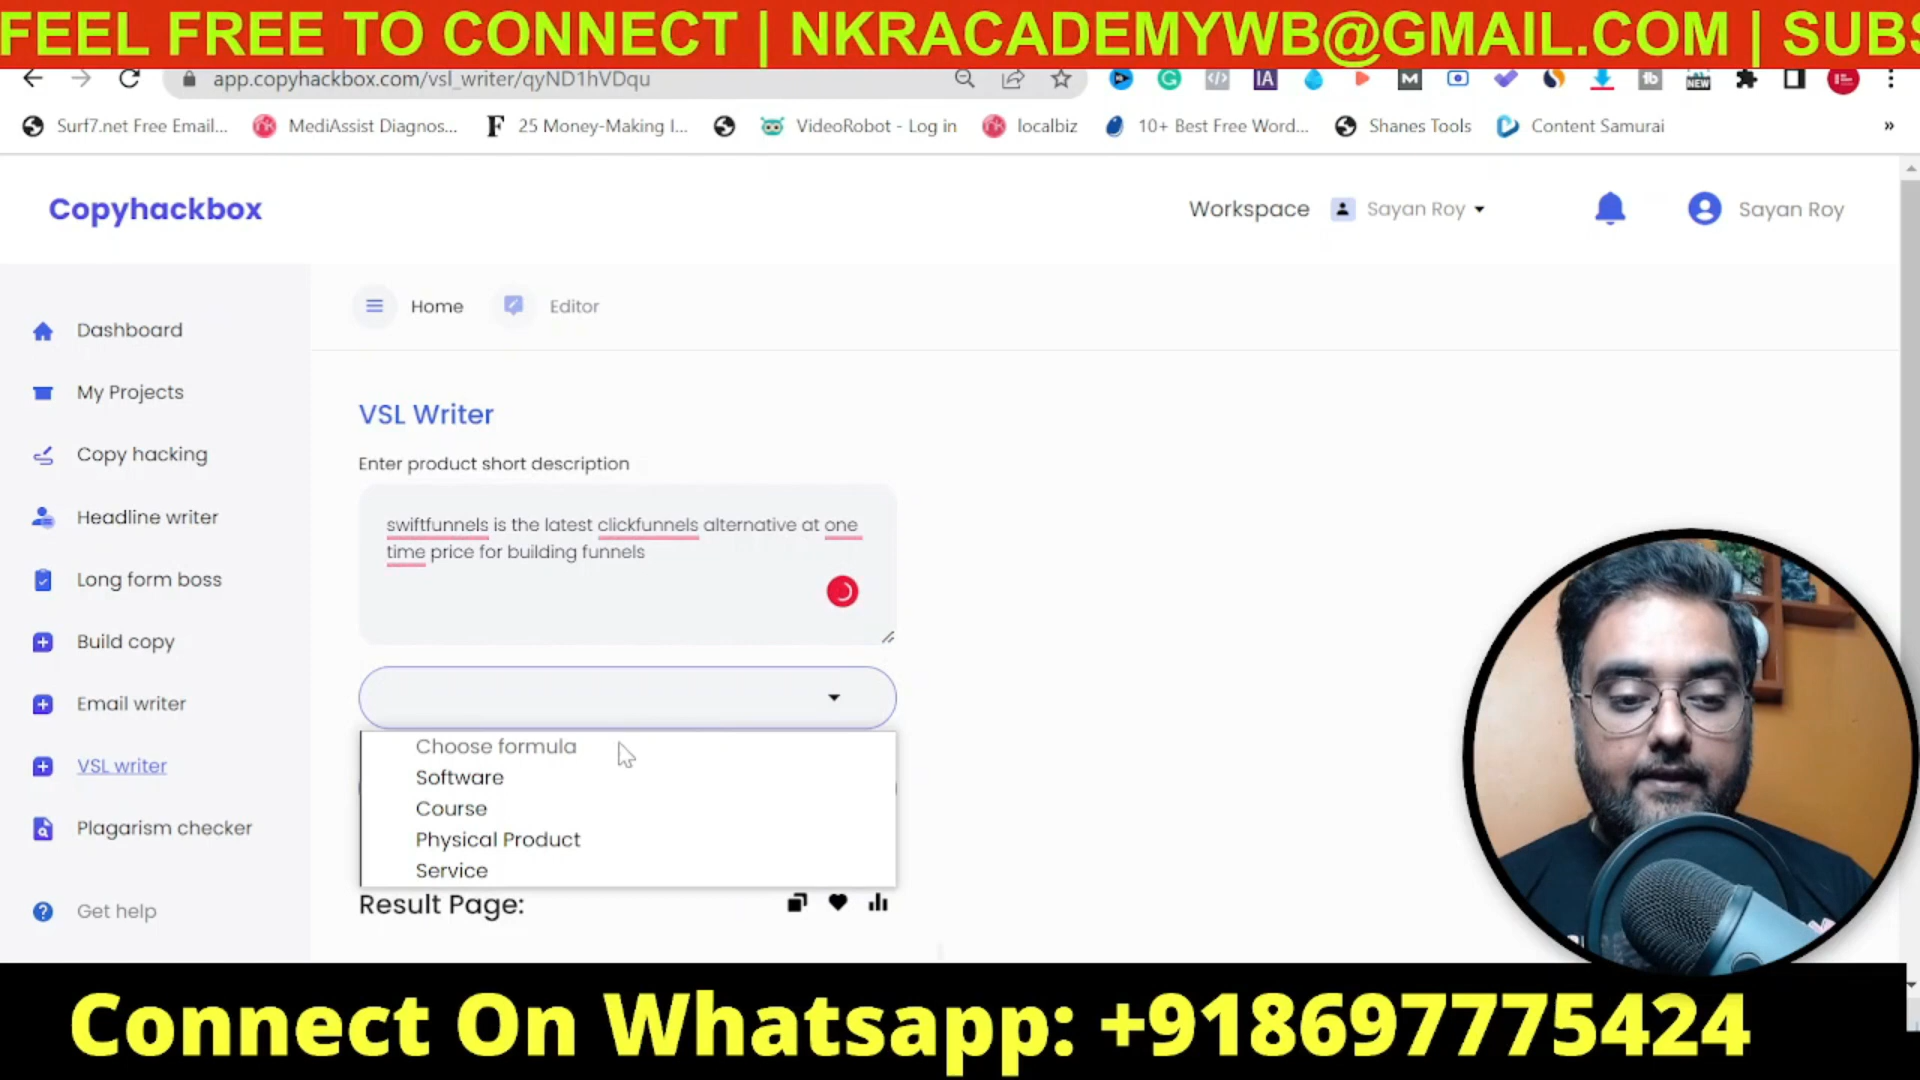 FEEL FREE TO CONNECT | NKRACADEMYWB@GMAIL.COM | SUBS
app.copyhackbox.com/vsl_writer/qyND1hVDqu
Surf7.net Free Email...
MediAssist Diagnos...
25 Money-Making I...
VideoRobot - Log in
localbiz
10+ Best Free Word...
Shanes Tools
Content Samurai
»
Copyhackbox
Workspace
Sayan Roy
Sayan Roy
Dashboard
My Projects
Copy hacking
Headline writer
Long form boss
Build copy
Email writer
VSL writer
Plagarism checker
Get help
Home
Editor
VSL Writer
Enter product short description
swiftfunnels is the latest clickfunnels alternative at one
time price for building funnels
Choose formula
Software
Course
Physical Product
Service
Result Page:
Connect On Whatsapp: +918697775424